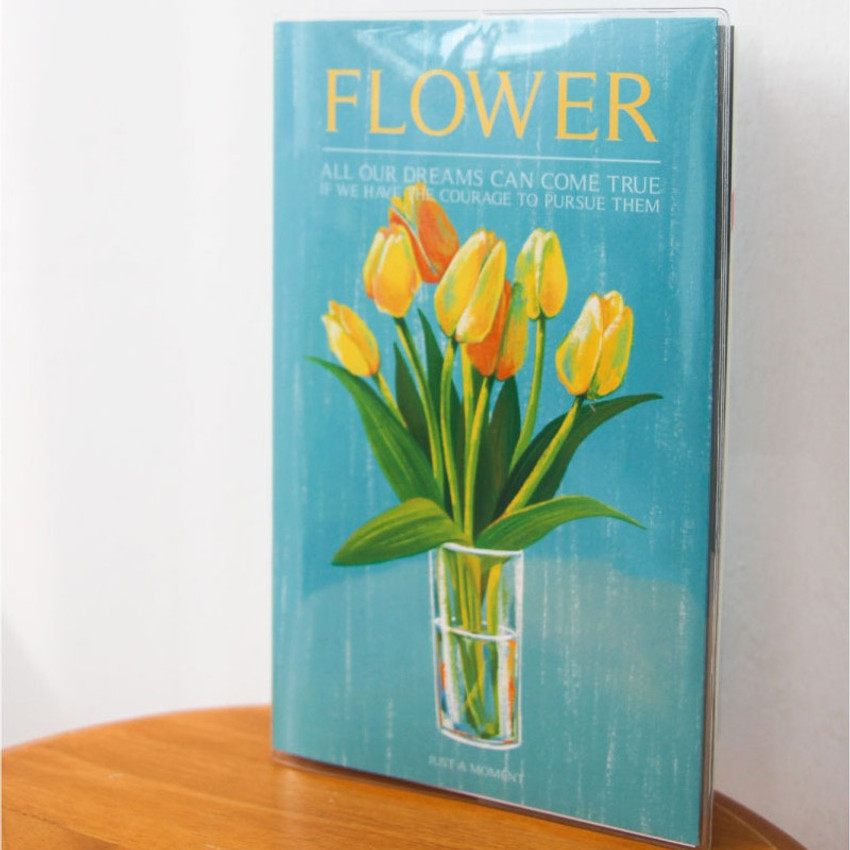 FLOWER
ALL OUR DREAMS CAN COME TRUE
IF WE HAVE THE COURAGE TO PURSUE THEM
JUST A MOMENT